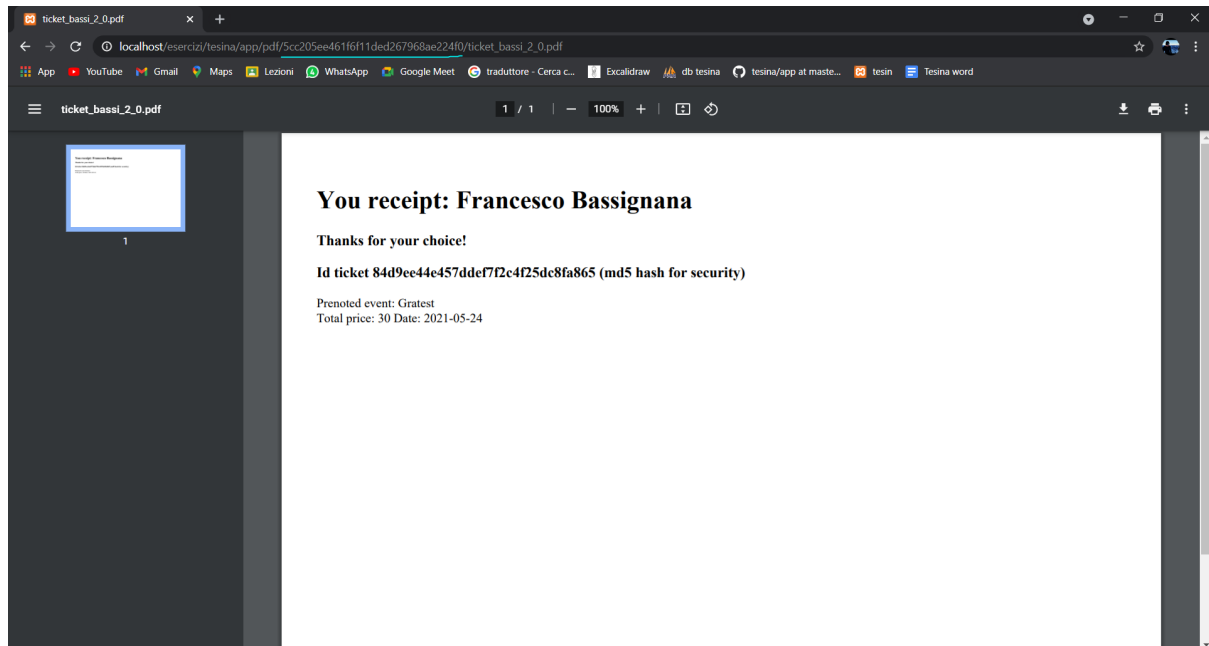 ticket_bassi_2_0.pdf
localhost/esercizi/tesina/app/pdf/5cc205ee461f6f11ded267968ae224f0/ticket_bassi_2_0.pdf
App YouTube Gmail Maps Lezioni WhatsApp Google Meet traduttore - Cerca c... Excalidraw db tesina tesina/app at maste... tesin Tesina word
ticket_bassi_2_0.pdf 1 / 1 100%
You receipt: Francesco Bassignana
Thanks for your choice!
Id ticket 84d9ee44e457ddef7f2c4f25dc8fa865 (md5 hash for security)
Prenoted event: Gratest
Total price: 30 Date: 2021-05-24
1